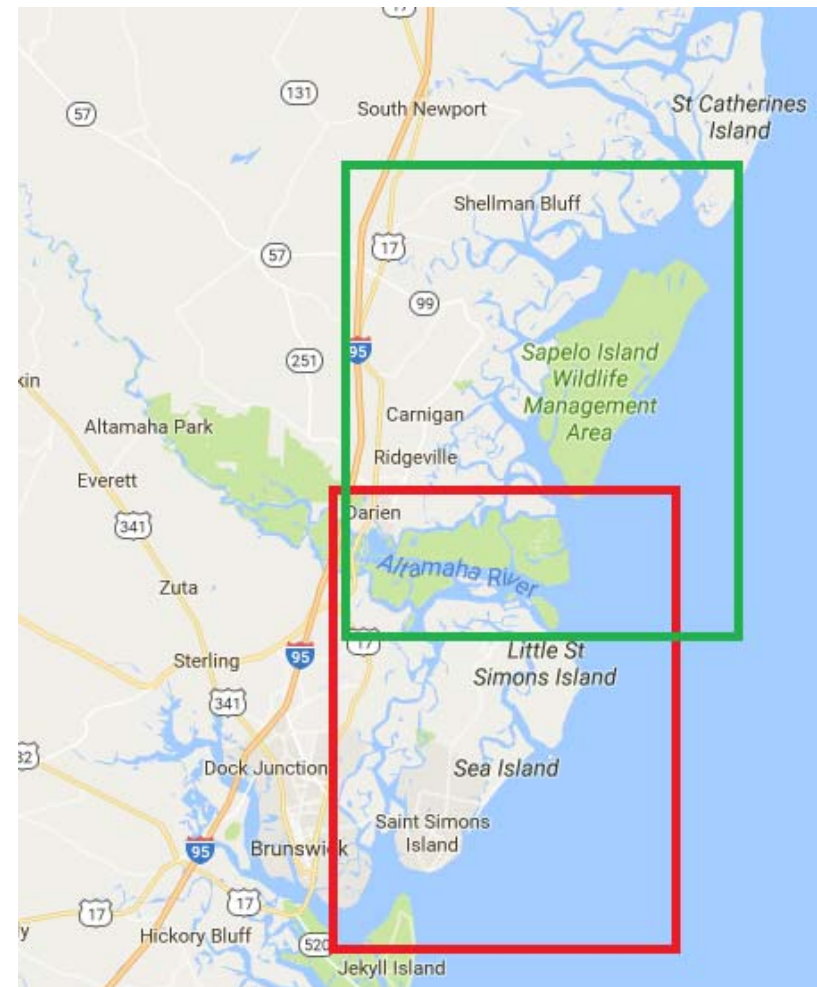 17
131
57
South Newport
St Catherines
Island
Shellman Bluff
17
57
99
95
251
Sapelo Island
Wildlife
Management
Area
Carnigan
Altamaha Park
Ridgeville
Everett
Darien
341
Altamaha River
Zuta
17
Little St
Simons Island
95
Sterling
341
Dock Junction
Sea Island
Saint Simons
Island
95
Brunswick
17
17
Hickory Bluff
520
Jekyll Island